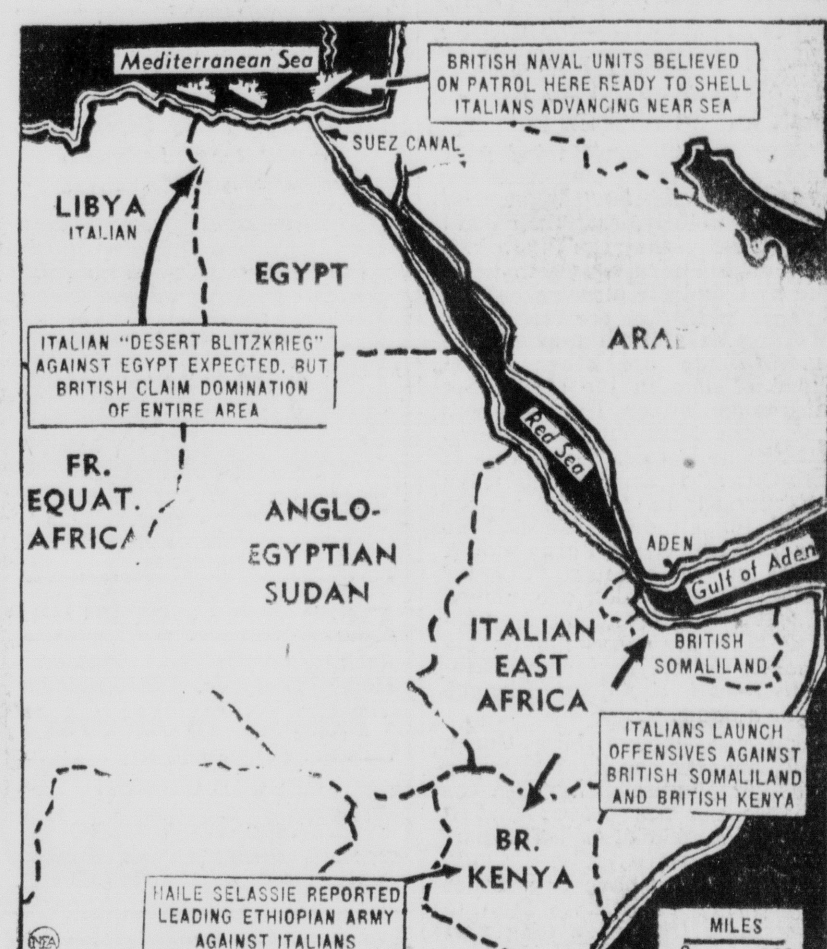 Mediterranean Sea
BRITISH NAVAL UNITS BELIEVED
ON PATROL HERE READY TO SHELL
ITALIANS ADVANCING NEAR SEA
SUEZ CANAL
LIBYA
ITALIAN
EGYPT
ITALIAN "DESERT BLITZKRIEG"
AGAINST EGYPT EXPECTED, BUT
BRITISH CLAIM DOMINATION
OF ENTIRE AREA
ARA
Red Sea
FR.
EQUAT.
AFRICA
ANGLO-
EGYPTIAN
SUDAN
ADEN
Gulf of Aden
ITALIAN
EAST
AFRICA
BRITISH
SOMALILAND
ITALIANS LAUNCH
OFFENSIVES AGAINST
BRITISH SOMALILAND
AND BRITISH KENYA
BR.
KENYA
HAILE SELASSIE REPORTED
LEADING ETHIOPIAN ARMY
AGAINST ITALIANS
NEA
MILES